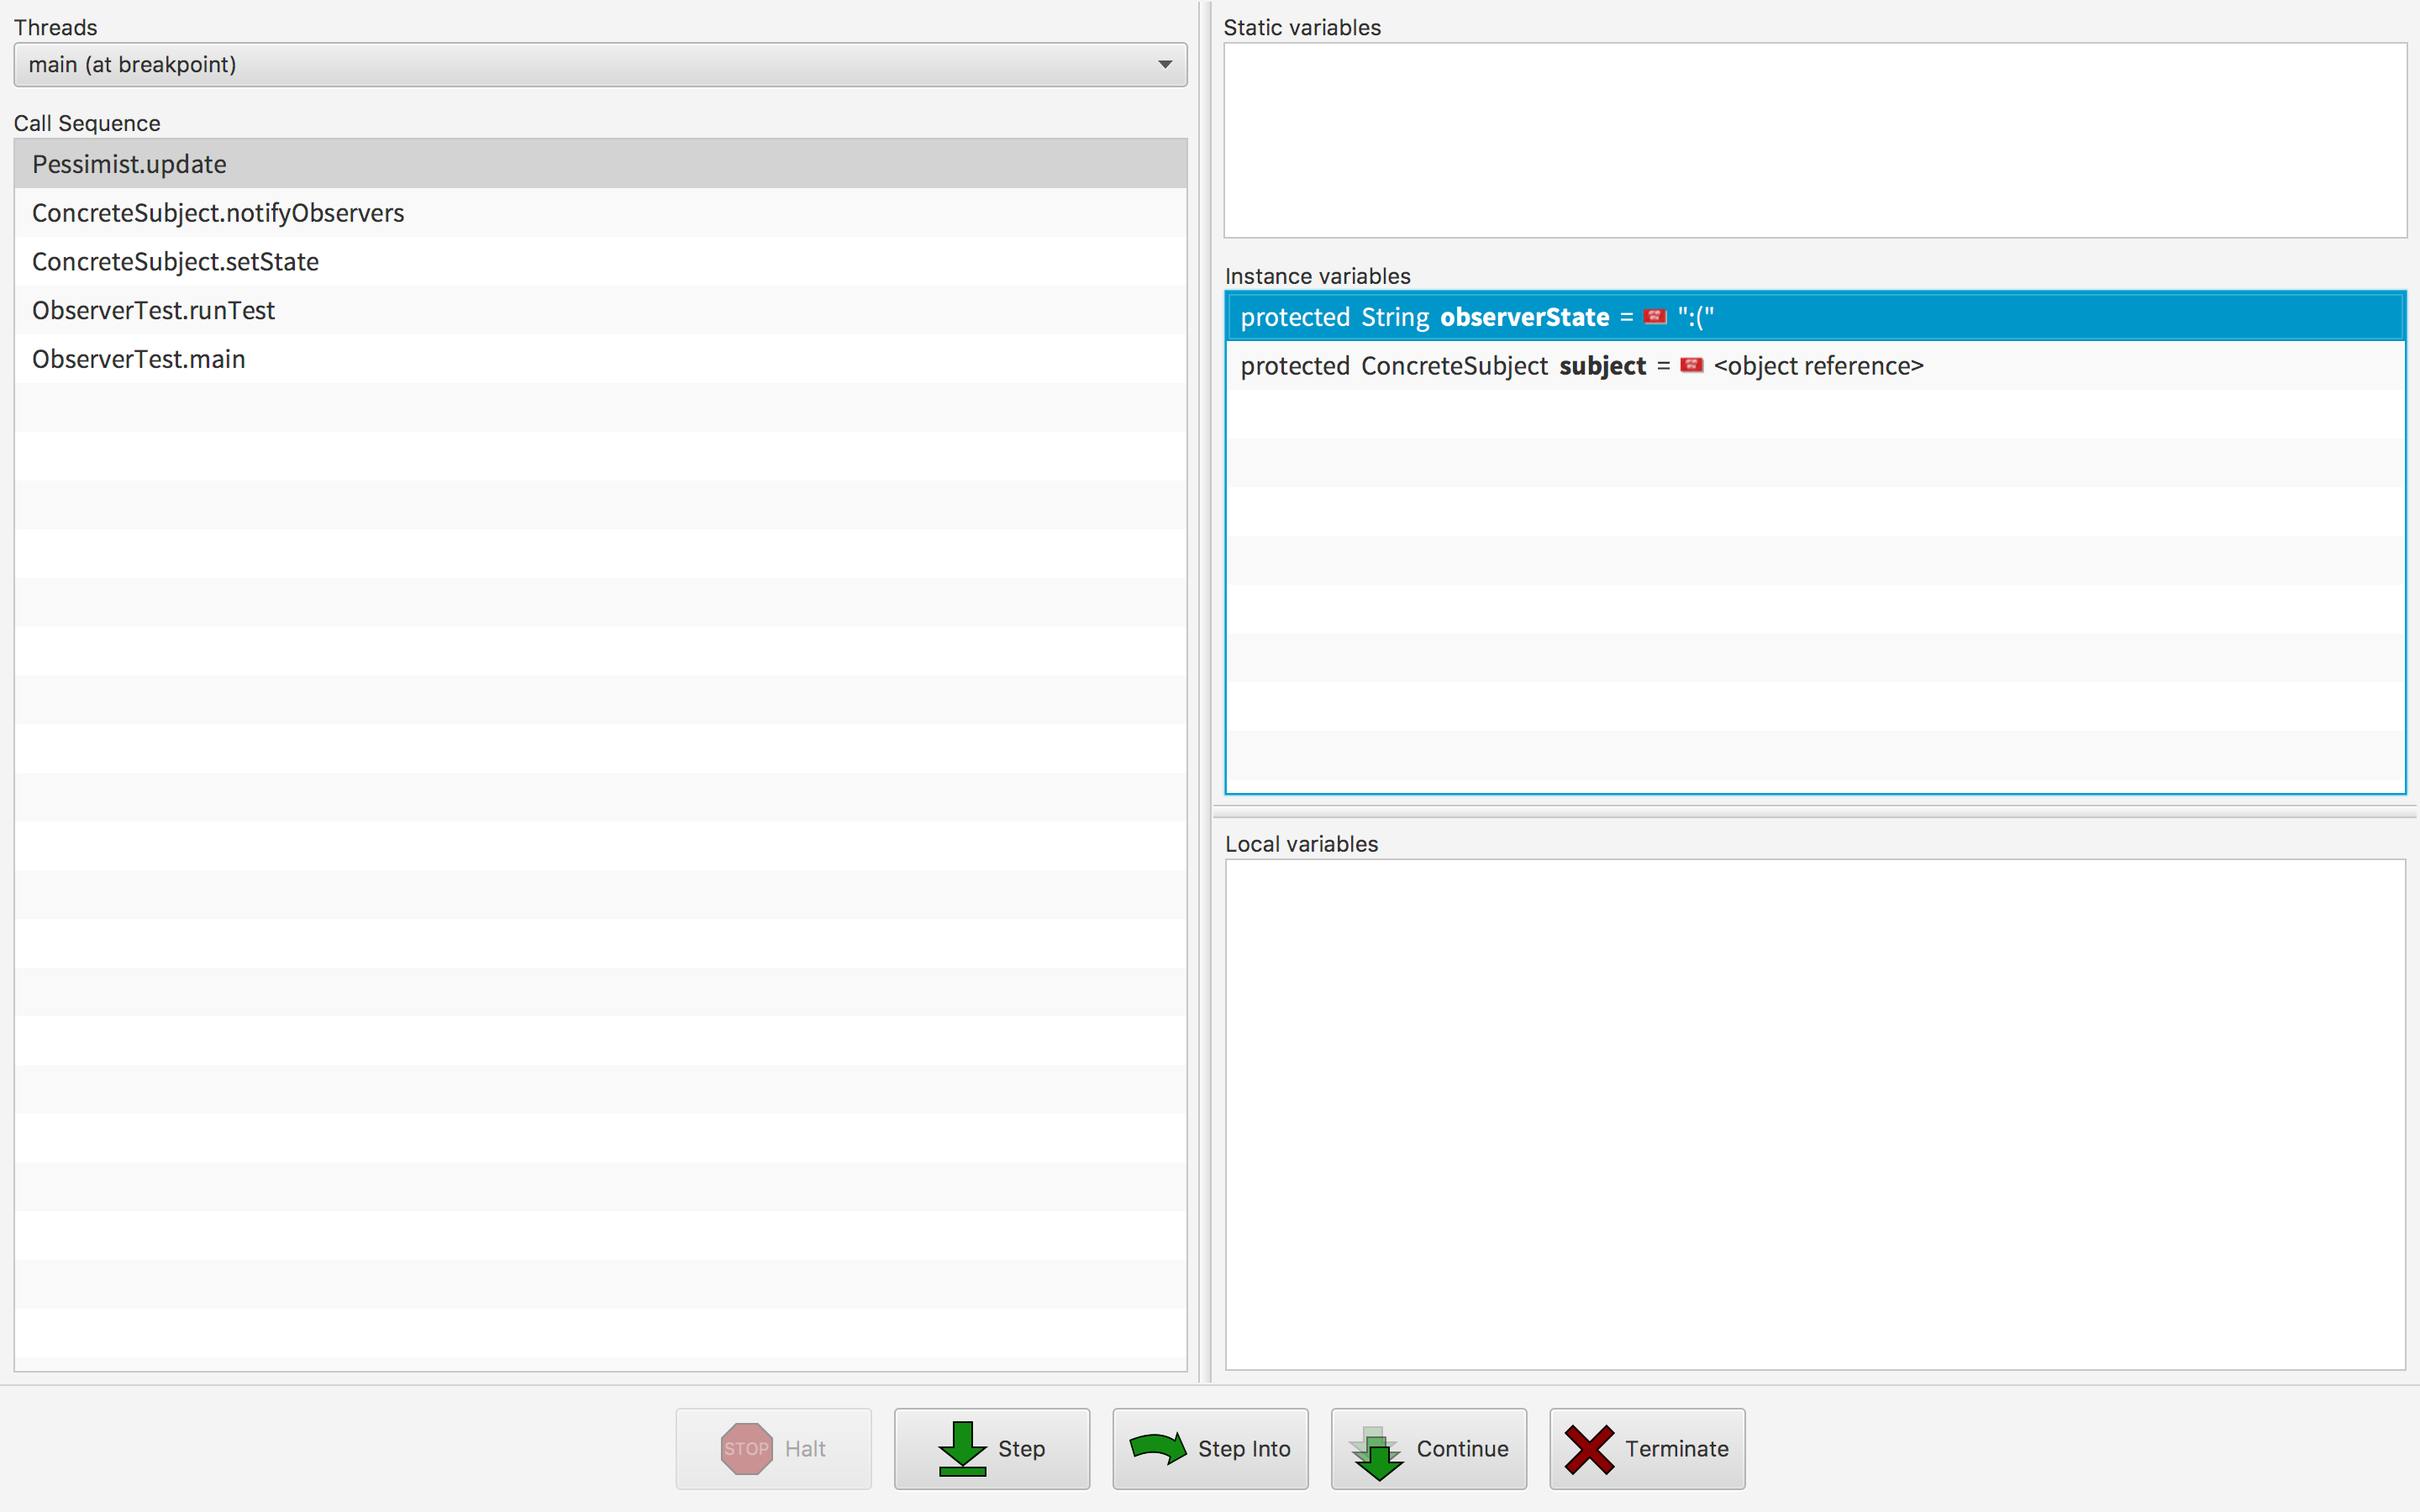 Threads
main (at breakpoint)
Call Sequence
Pessimist.update
ConcreteSubject.notifyObservers
ConcreteSubject.setState
ObserverTest.runTest
ObserverTest.main
Static variables
Instance variables
protected String observerState = ":("
protected ConcreteSubject subject = <object reference>
Local variables
STOP Halt
Step
Step Into
Continue
Terminate